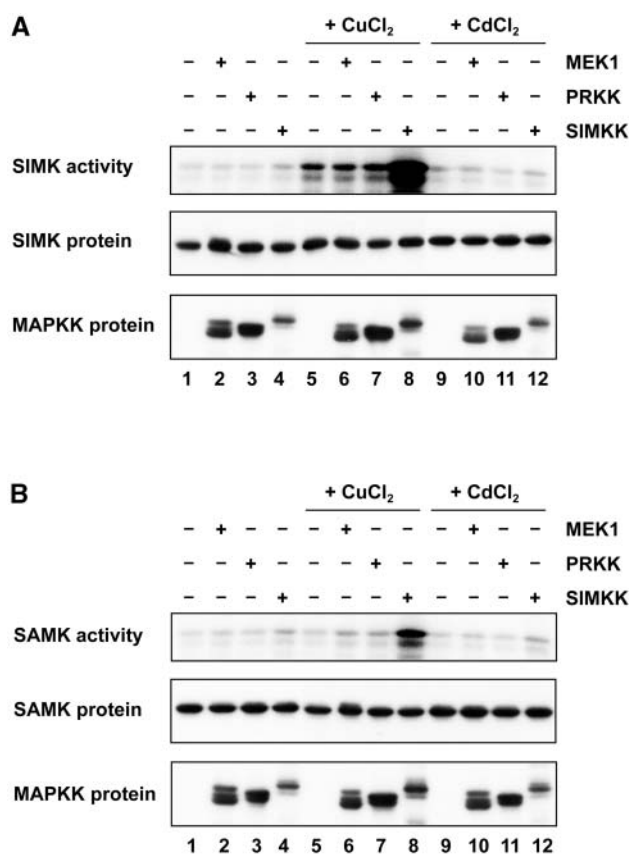 A
+ CuCl₂ + CdCl₂
– + – – – + – – – + – – MEK1
– – + – – – + – – – + – PRKK
– – – + – – – + – – – + SIMKK
SIMK activity
SIMK protein
MAPKK protein
1 2 3 4 5 6 7 8 9 10 11 12
B
+ CuCl₂ + CdCl₂
– + – – – + – – – + – – MEK1
– – + – – – + – – – + – PRKK
– – – + – – – + – – – + SIMKK
SAMK activity
SAMK protein
MAPKK protein
1 2 3 4 5 6 7 8 9 10 11 12